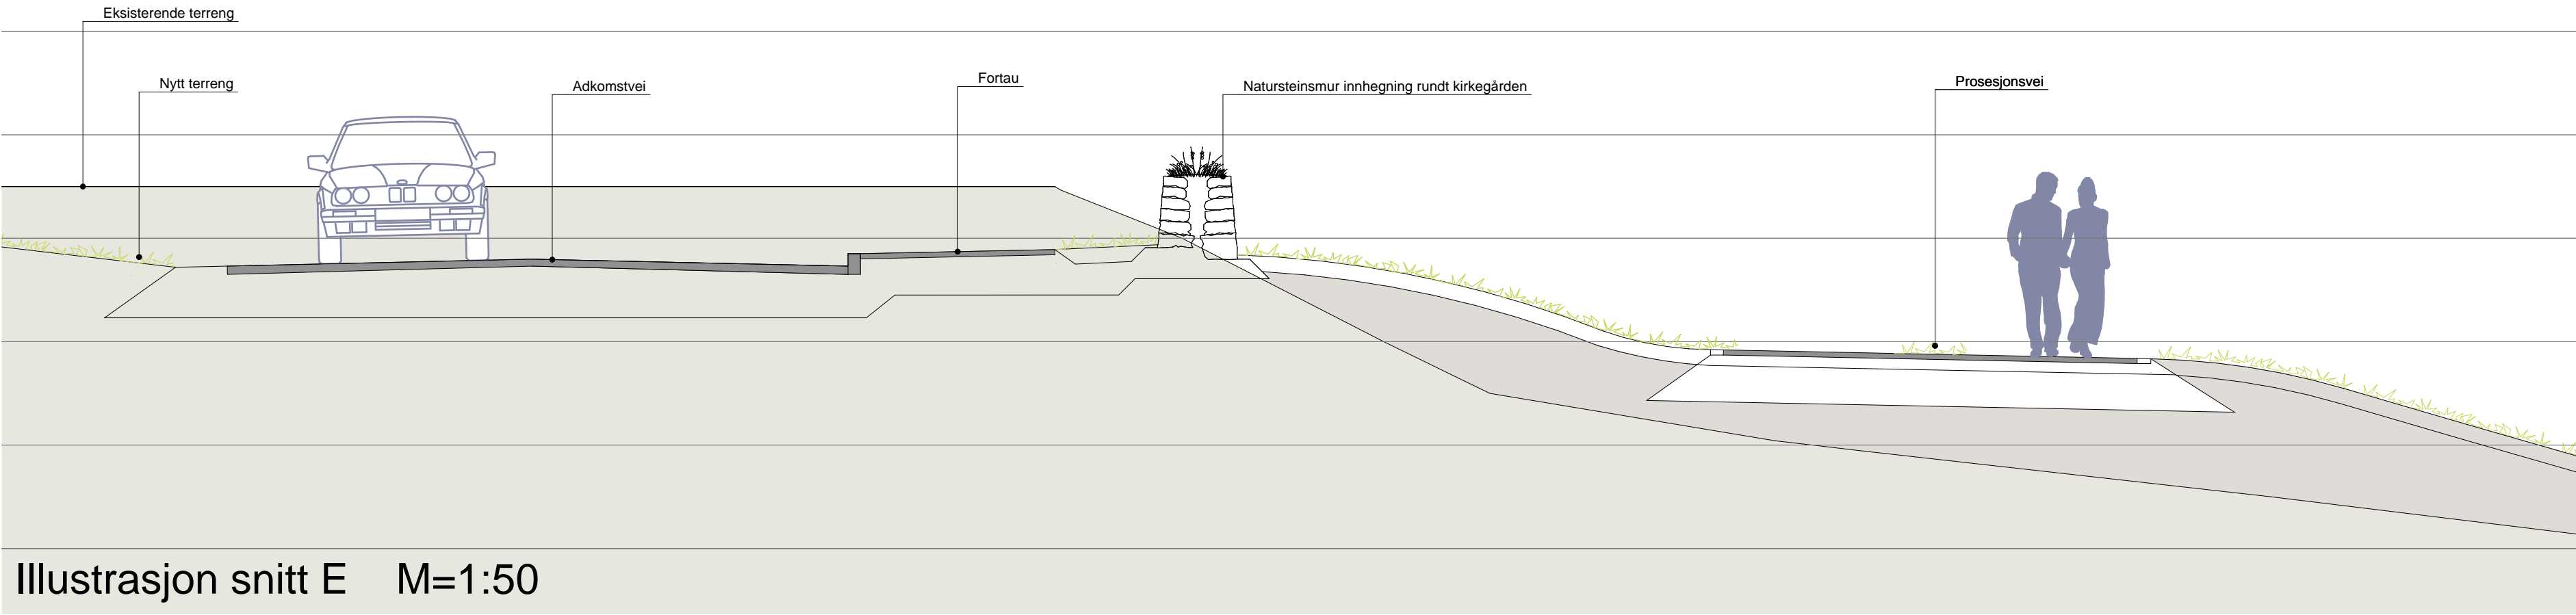 Eksisterende terreng
Nytt terreng
Adkomstvei
Fortau
Natursteinsmur innhegning rundt kirkegården
Prosesjonsvei
Illustrasjon snitt E M=1:50